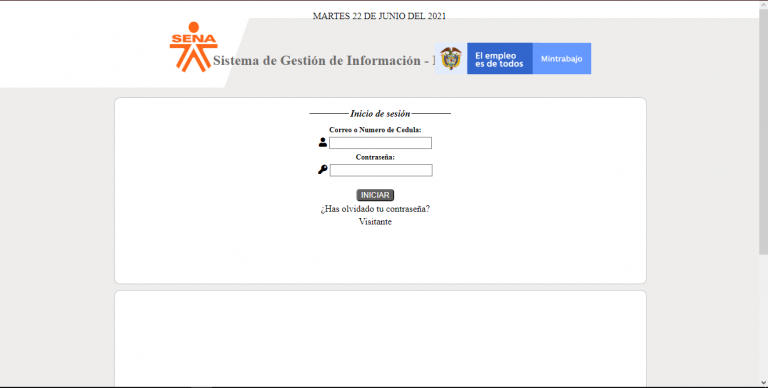 MARTES 22 DE JUNIO DEL 2021
SENA
Sistema de Gestión de Información -
El empleo
es de todos
Mintrabajo
Inicio de sesión
Correo o Numero de Cedula:
Contraseña:
INICIAR
¿Has olvidado tu contraseña?
Visitante